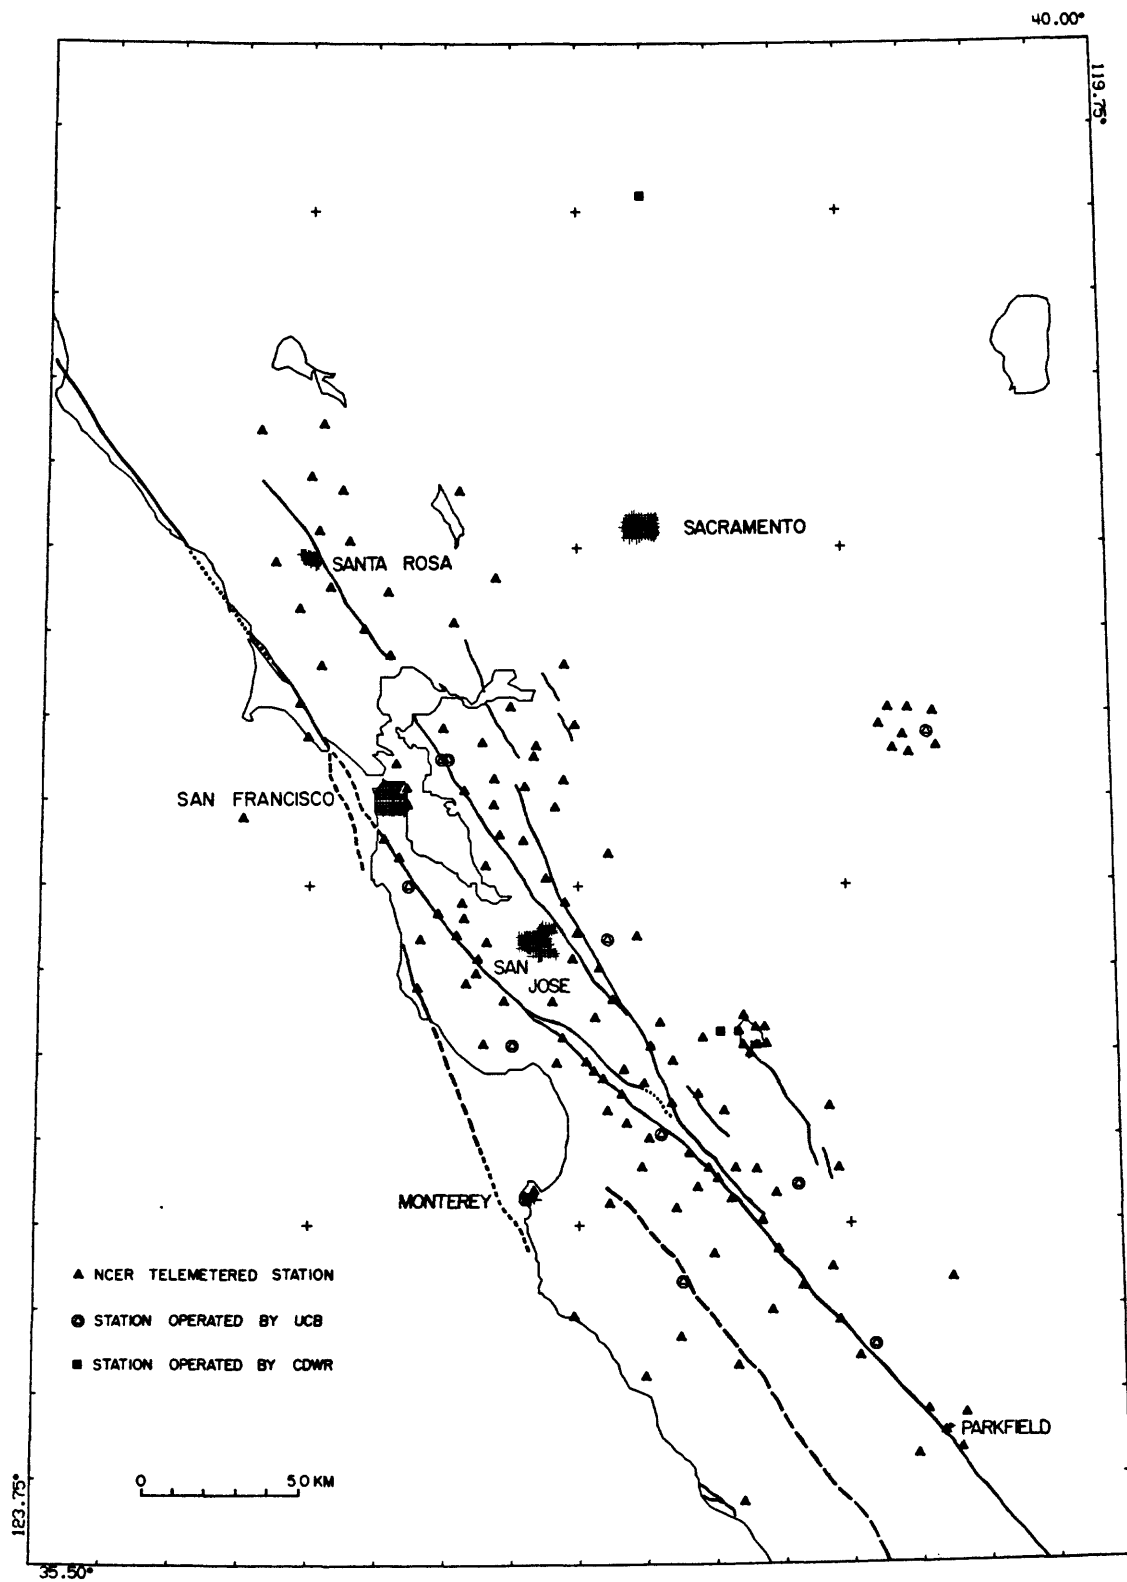 40.00°
119.75°
SACRAMENTO
SANTA ROSA
SAN FRANCISCO
SAN
JOSE
MONTEREY
NCER TELEMETERED STATION
STATION OPERATED BY UCB
STATION OPERATED BY CDWR
PARKFIELD
0 50 KM
123.75°
35.50°